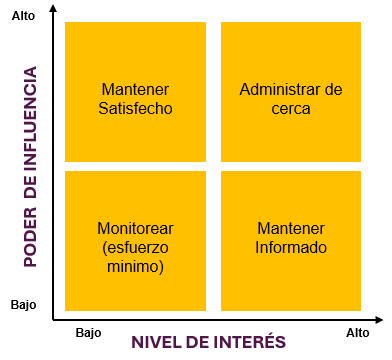 Alto
PODER DE INFLUENCIA
Mantener
Satisfecho
Administrar de
cerca
Monitorear
(esfuerzo
minimo)
Mantener
Informado
Bajo
Bajo
Alto
NIVEL DE INTERÉS